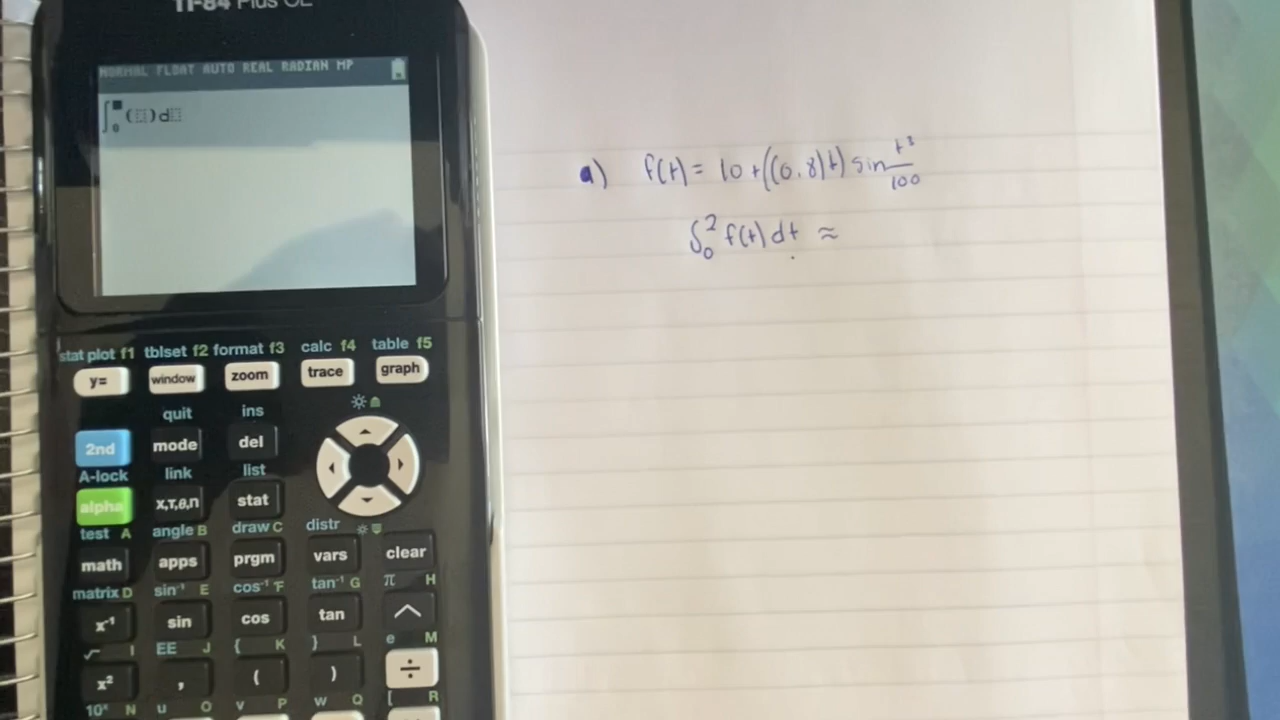 TI-84 Plus CE
NORMAL FLOAT AUTO REAL RADIAN MP
∫₀ ( )d
a) f(t) = 10 + ((0.8)t) sin t³/100
∫₀² f(t) dt ≈
stat plot f1 tblset f2 format f3 calc f4 table f5
y= window zoom trace graph
quit ins
2nd mode del
A-lock link list
alpha X,T,θ,n stat
test A angle B draw C distr
math apps prgm vars clear
matrix D sin⁻¹ E cos⁻¹ F tan⁻¹ G π H
x⁻¹ sin cos tan ^
√ I EE J { K } L e M
x² , ( ) ÷
10ˣ N u O v P w Q [ R